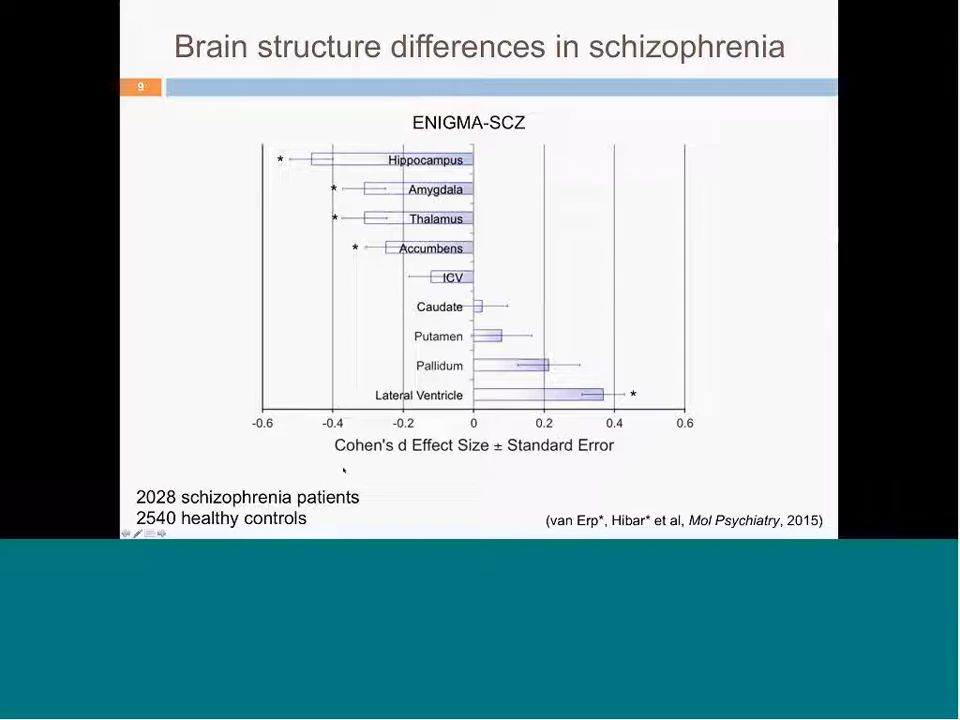 Brain structure differences in schizophrenia
9
ENIGMA-SCZ
* Hippocampus
* Amygdala
* Thalamus
* Accumbens
ICV
Caudate
Putamen
Pallidum
Lateral Ventricle *
-0.6 -0.4 -0.2 0 0.2 0.4 0.6
Cohen's d Effect Size ± Standard Error
2028 schizophrenia patients
2540 healthy controls
(van Erp*, Hibar* et al, Mol Psychiatry, 2015)